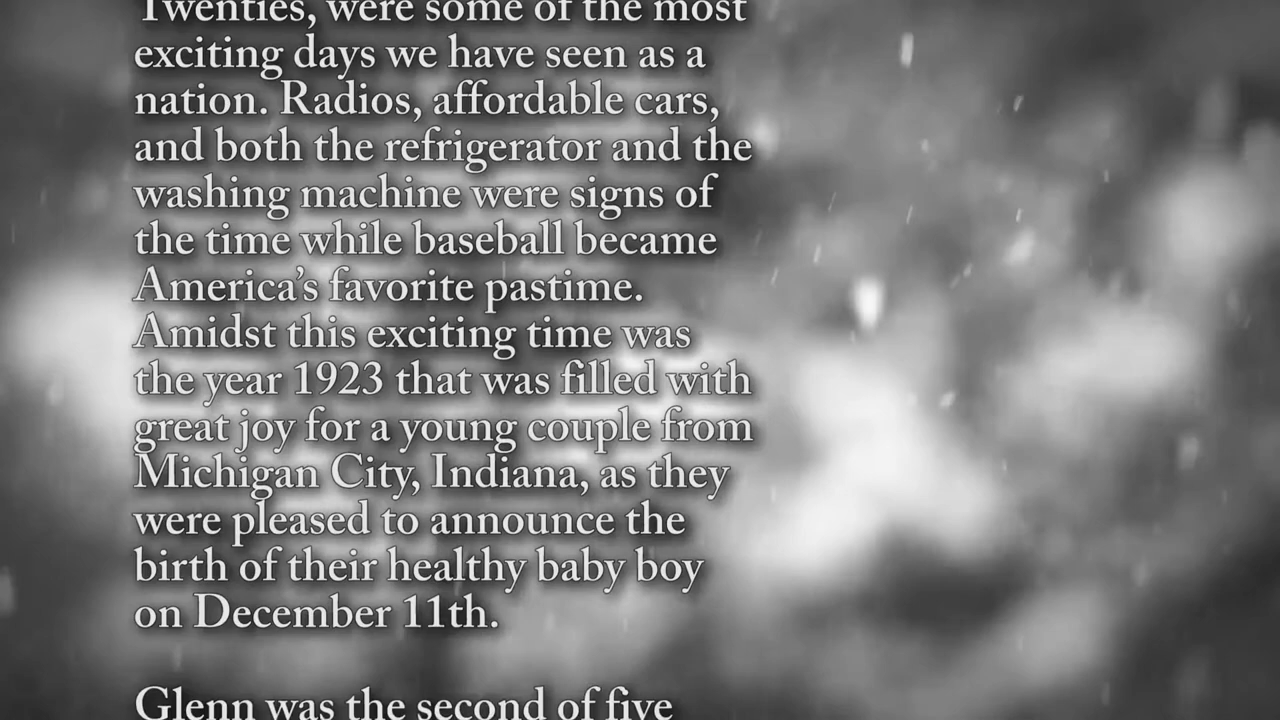 Twenties, were some of the most
exciting days we have seen as a
nation. Radios, affordable cars,
and both the refrigerator and the
washing machine were signs of
the time while baseball became
America’s favorite pastime.
Amidst this exciting time was
the year 1923 that was filled with
great joy for a young couple from
Michigan City, Indiana, as they
were pleased to announce the
birth of their healthy baby boy
on December 11th.
Glenn was the second of five